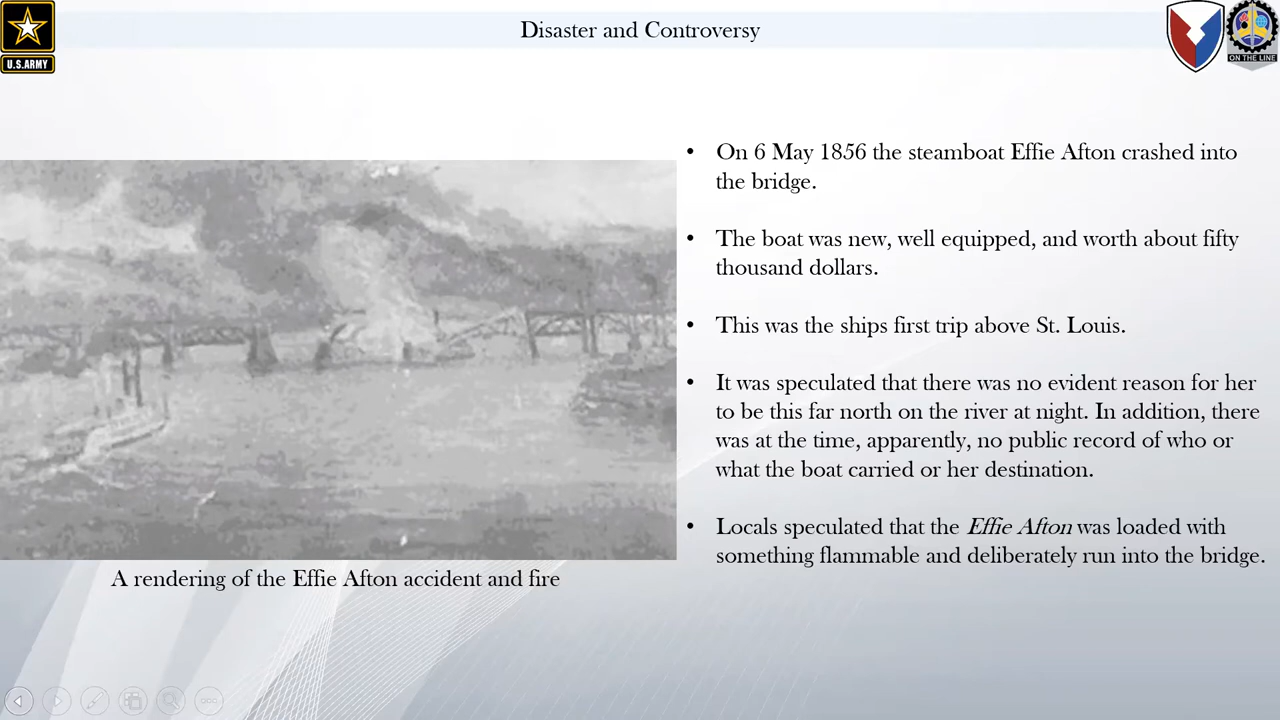 Disaster and Controversy
U.S.ARMY
ON THE LINE
• On 6 May 1856 the steamboat Effie Afton crashed into
the bridge.
• The boat was new, well equipped, and worth about fifty
thousand dollars.
• This was the ships first trip above St. Louis.
• It was speculated that there was no evident reason for her
to be this far north on the river at night. In addition, there
was at the time, apparently, no public record of who or
what the boat carried or her destination.
• Locals speculated that the Effie Afton was loaded with
something flammable and deliberately run into the bridge.
A rendering of the Effie Afton accident and fire